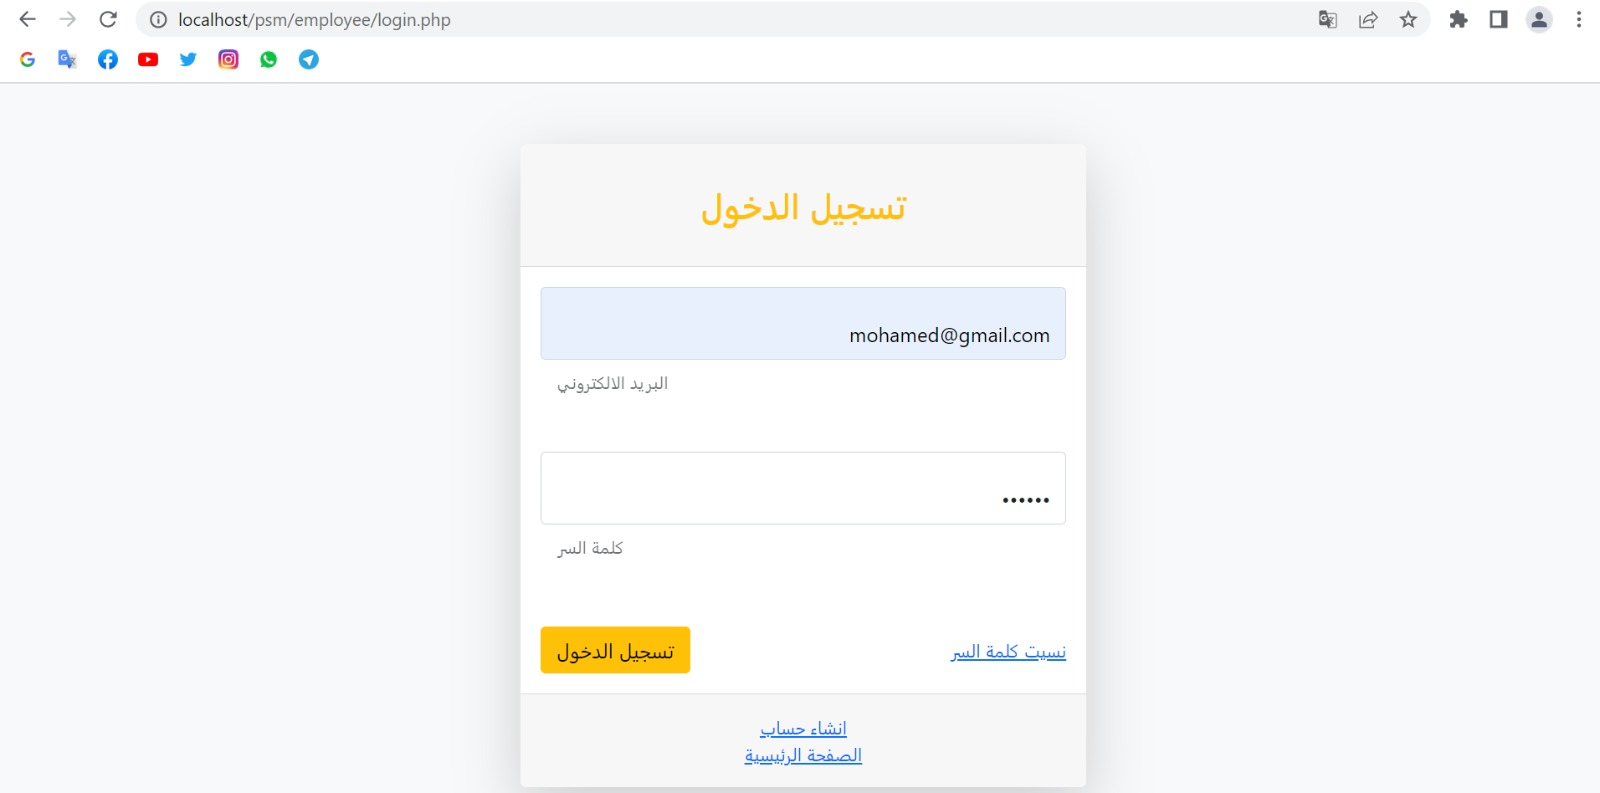 localhost/psm/employee/login.php
تسجيل الدخول
mohamed@gmail.com
البريد الالكتروني
••••••
كلمة السر
نسيت كلمة السر
تسجيل الدخول
انشاء حساب
الصفحة الرئيسية